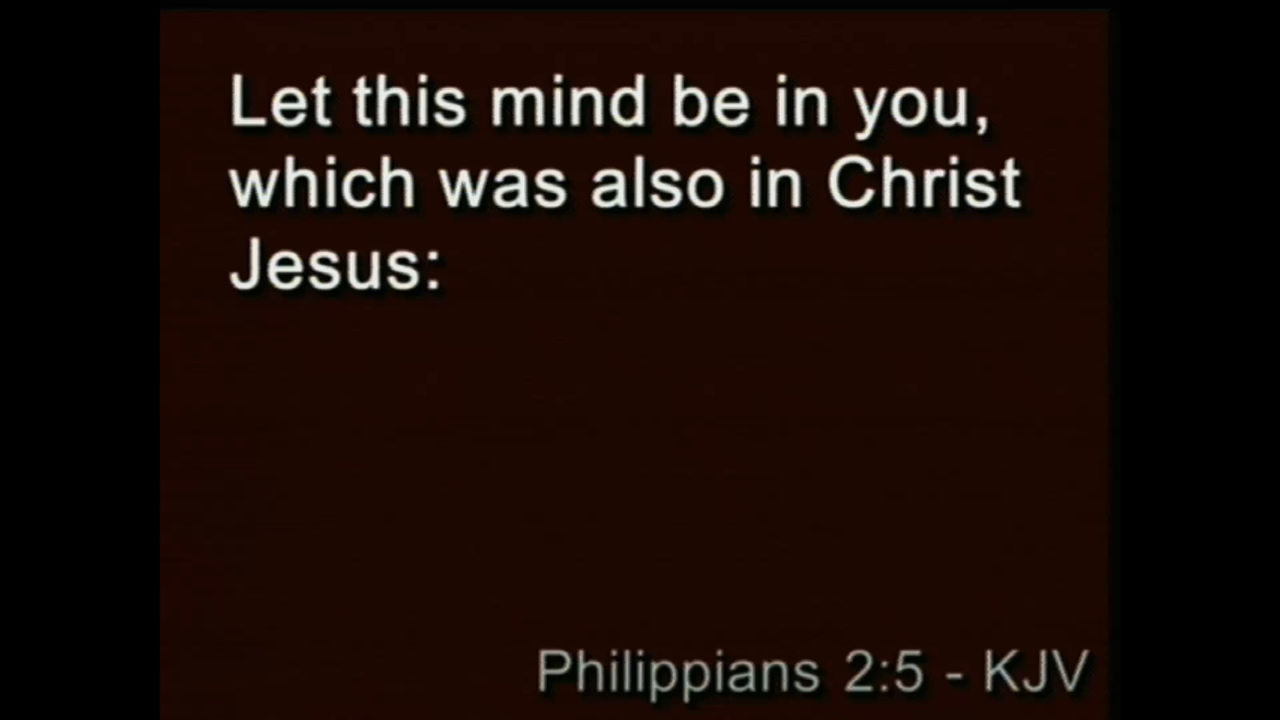 Let this mind be in you,
which was also in Christ
Jesus:
Philippians 2:5 - KJV